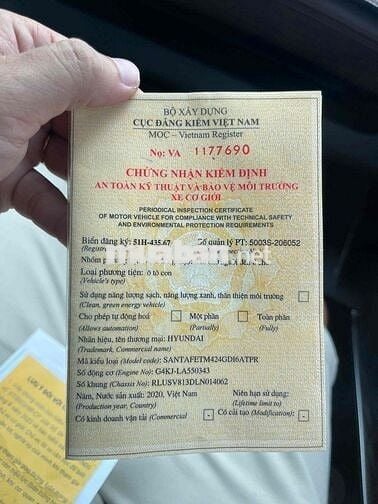 BỘ XÂY DỰNG
CỤC ĐĂNG KIỂM VIỆT NAM
MOC – Vietnam Register
No: VA 1177690
CHỨNG NHẬN KIỂM ĐỊNH
AN TOÀN KỸ THUẬT VÀ BẢO VỆ MÔI TRƯỜNG
XE CƠ GIỚI
PERIODICAL INSPECTION CERTIFICATE
OF MOTOR VEHICLE FOR COMPLIANCE WITH TECHNICAL SAFETY
AND ENVIRONMENTAL PROTECTION REQUIREMENTS
Biển đăng ký: 51H-435.67 Số quản lý PT: 5003S-206052
Nhóm
Loại phương tiện: ô tô con
(Vehicle's type)
Sử dụng năng lượng sạch, năng lượng xanh, thân thiện môi trường
(Clean, green energy vehicle)
Cho phép tự động hoá Một phần Toàn phần
(Allows automation) (Partially) (Fully)
Nhãn hiệu, tên thương mại: HYUNDAI
(Trademark, Commercial name)
Mã kiểu loại (Model code): SANTAFETM424GDI6ATPR
Số động cơ (Engine No): G4KJ-LA550343
Số khung (Chassis No): RLUSV813DLN014062
Năm, Nước sản xuất: 2020, Việt Nam Niên hạn sử dụng:
(Production year, Country) (Lifetime limit to)
Có kinh doanh vận tải (Commercial - Có cải tạo (Modification): -